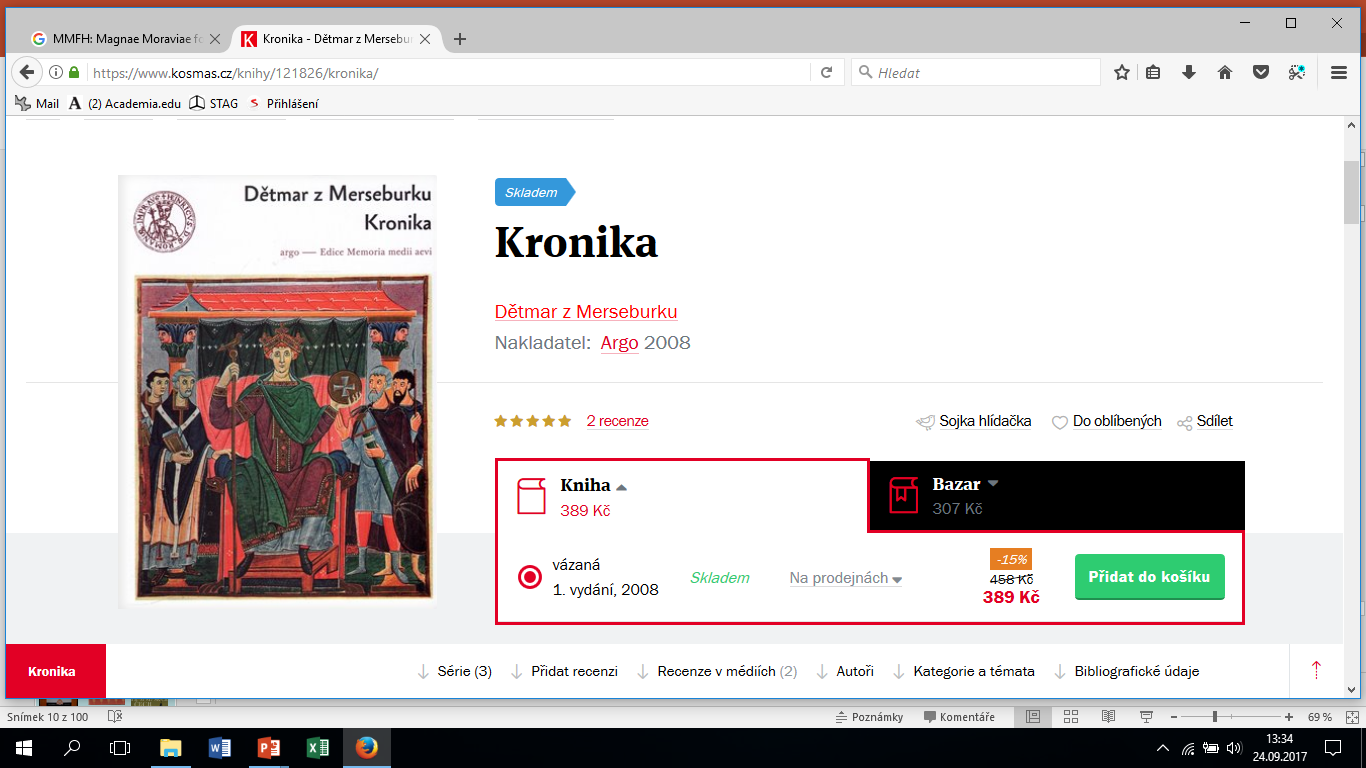 MMFH: Magnae Moraviae fo
Kronika - Dětmar z Mersebur
https://www.kosmas.cz/knihy/121826/kronika/
Hledat
Mail
(2) Academia.edu
STAG
Přihlášení
Dětmar z Merseburku
Kronika
argo — Edice Memoria medii aevi
Skladem
Kronika
Dětmar z Merseburku
Nakladatel: Argo 2008
2 recenze
Sojka hlídačka
Do oblíbených
Sdílet
Kniha
389 Kč
Bazar
307 Kč
vázaná
1. vydání, 2008
Skladem
Na prodejnách
-15%
458 Kč
389 Kč
Přidat do košíku
Kronika
Série (3)
Přidat recenzi
Recenze v médiích (2)
Autoři
Kategorie a témata
Bibliografické údaje
Snímek 10 z 100
Poznámky
Komentáře
69 %
13:34
24.09.2017